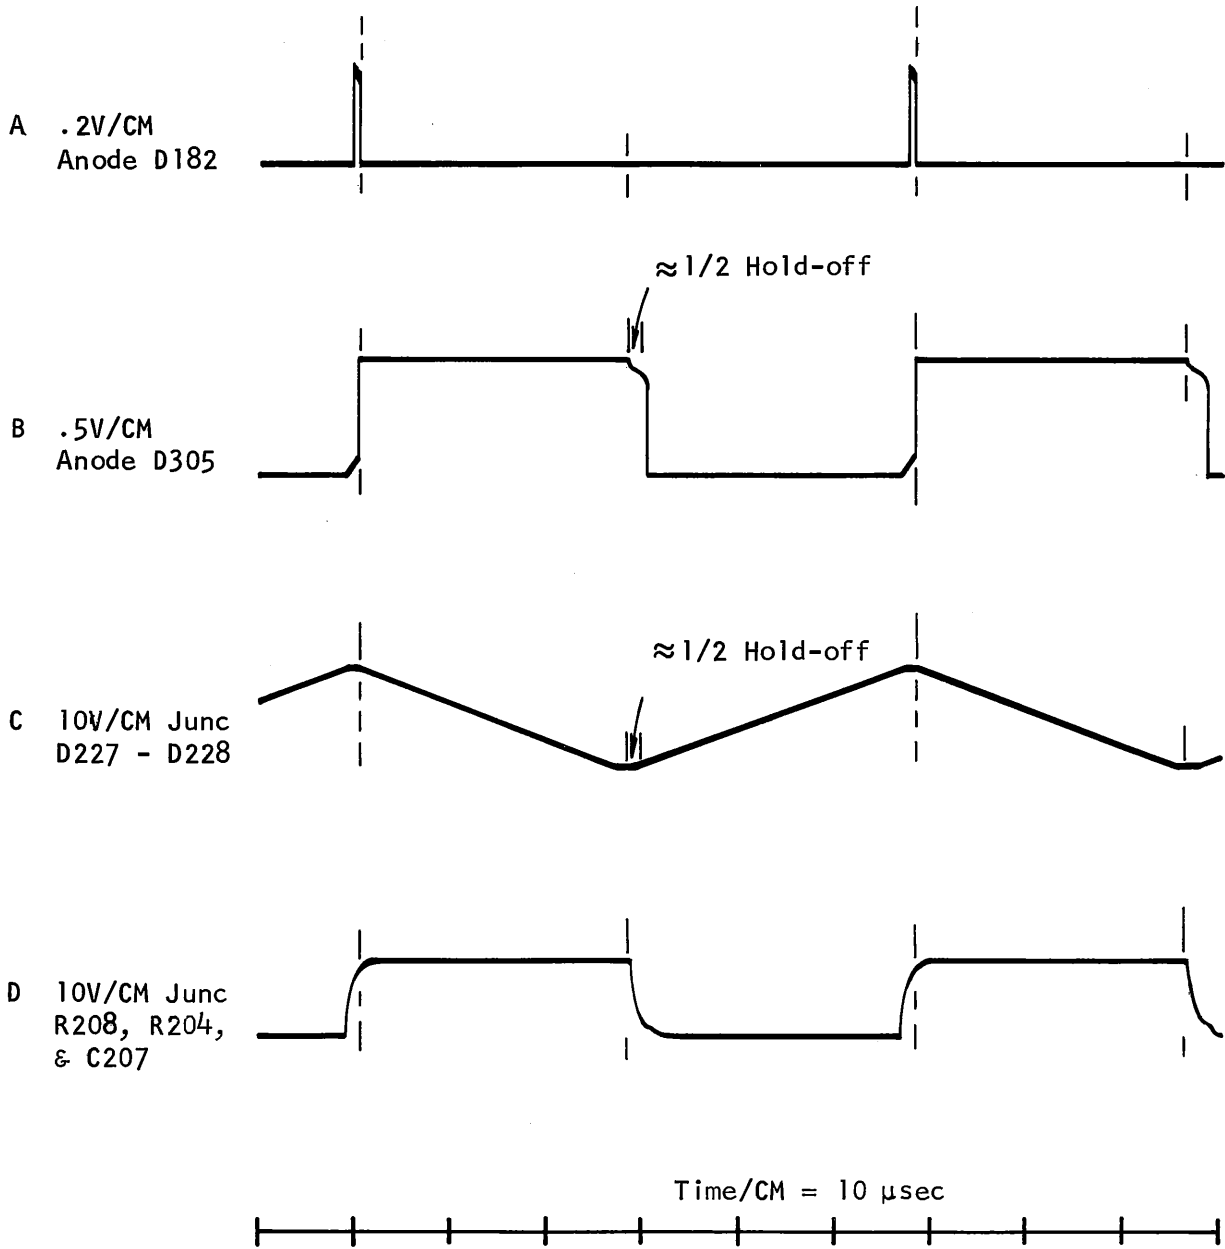 A .2V/CM
Anode D182
≈1/2 Hold-off
B .5V/CM
Anode D305
≈1/2 Hold-off
C 10V/CM Junc
D227 - D228
D 10V/CM Junc
R208, R204,
& C207
Time/CM = 10 μsec